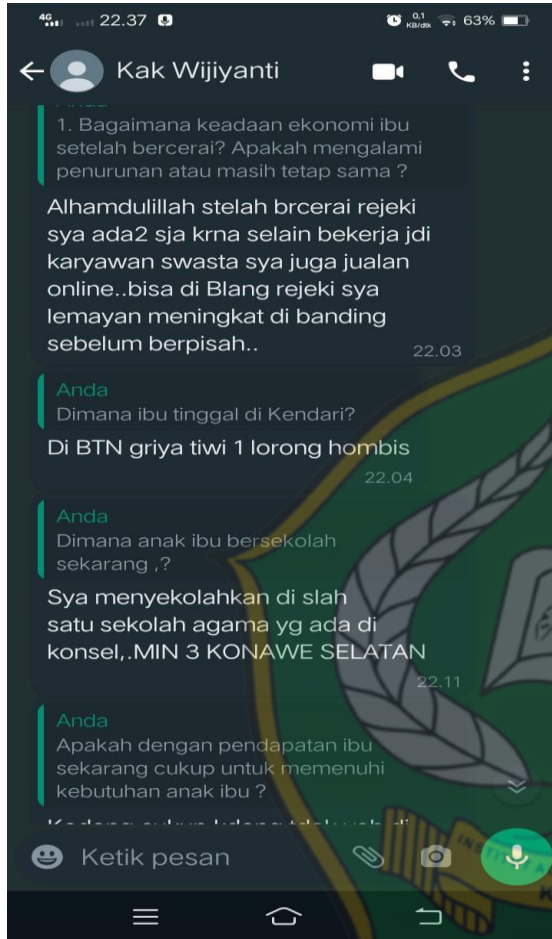 4G 22.37
0,1 KB/dtk 63%
Kak Wijiyanti
Anda
1. Bagaimana keadaan ekonomi ibu
setelah bercerai? Apakah mengalami
penurunan atau masih tetap sama ?
Alhamdulillah stelah brcerai rejeki
sya ada2 sja krna selain bekerja jdi
karyawan swasta sya juga jualan
online..bisa di Blang rejeki sya
lemayan meningkat di banding
sebelum berpisah..
22.03
Anda
Dimana ibu tinggal di Kendari?
Di BTN griya tiwi 1 lorong hombis
22.04
Anda
Dimana anak ibu bersekolah
sekarang ,?
Sya menyekolahkan di slah
satu sekolah agama yg ada di
konsel,.MIN 3 KONAWE SELATAN
22.11
Anda
Apakah dengan pendapatan ibu
sekarang cukup untuk memenuhi
kebutuhan anak ibu ?
Ketik pesan